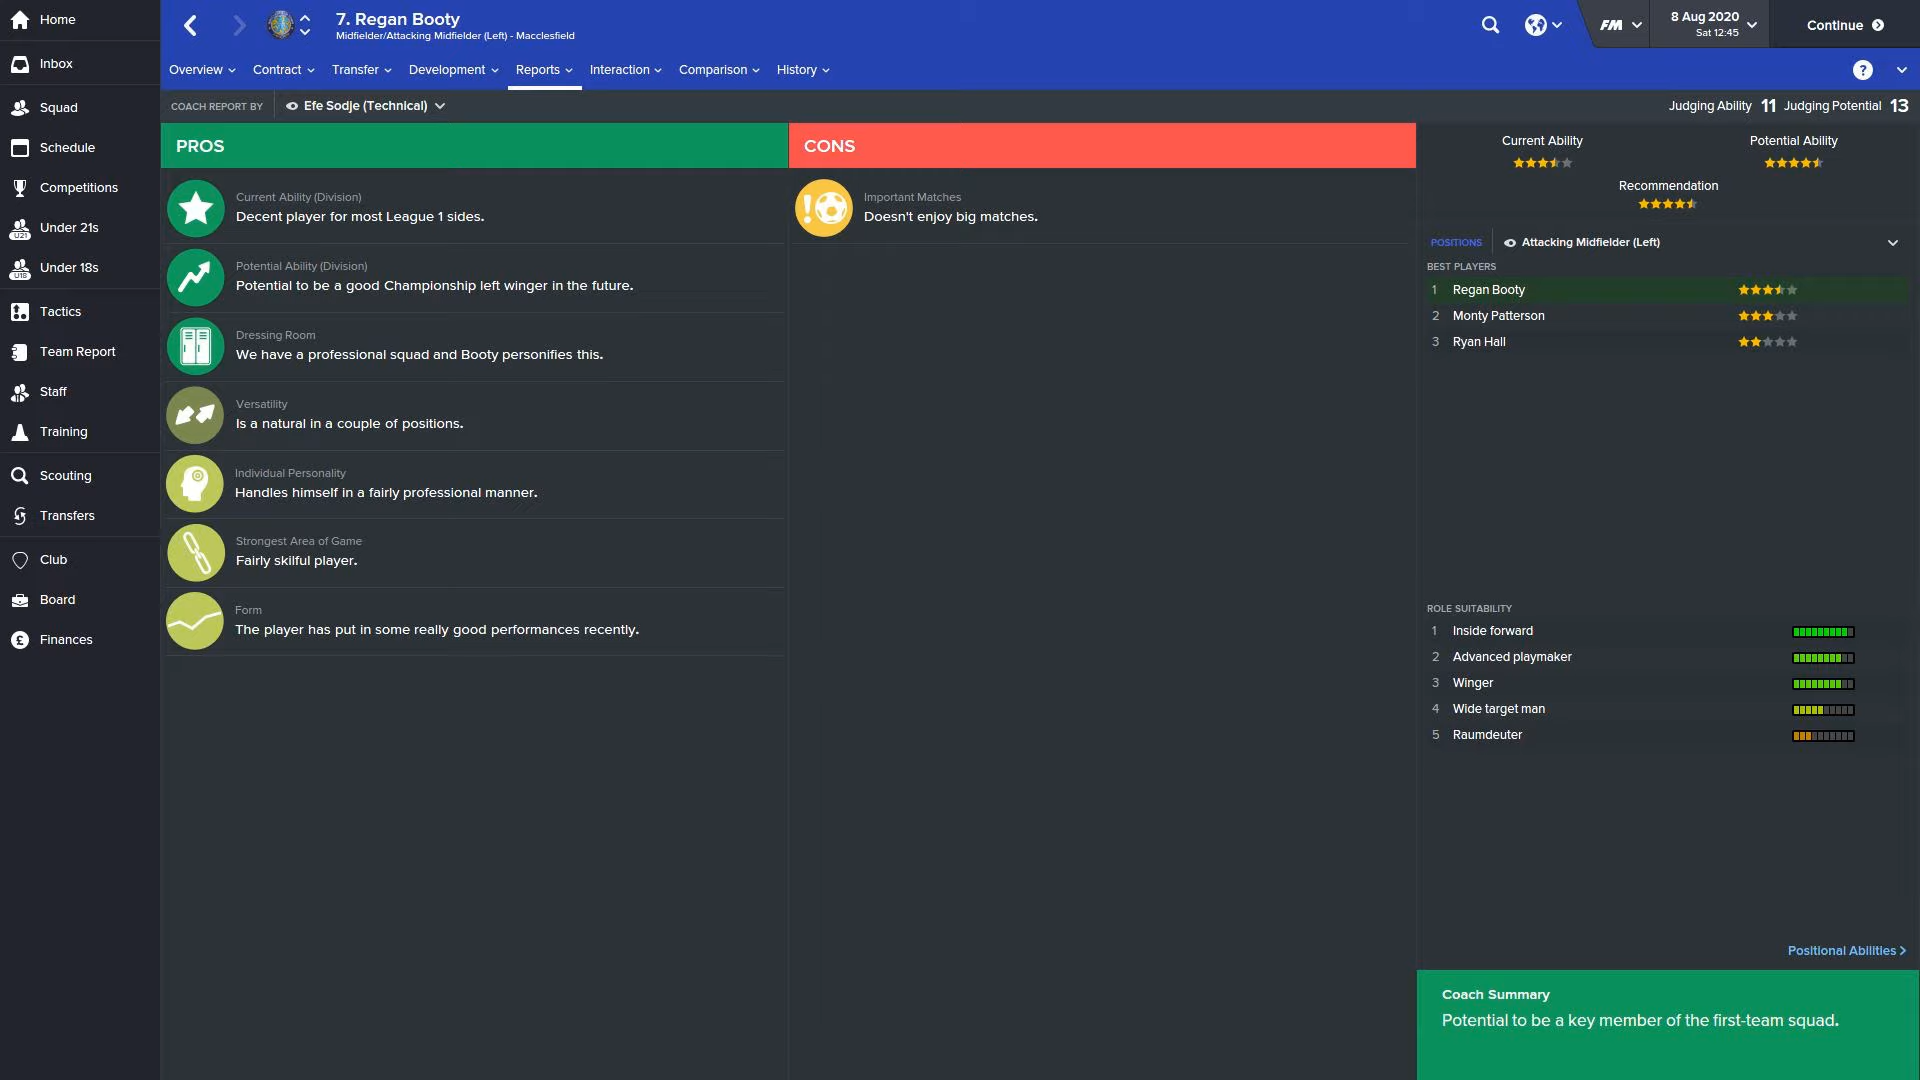 Home
Inbox
Squad
Schedule
Competitions
U21
Under 21s
U18
Under 18s
Tactics
Team Report
Staff
Training
Scouting
Transfers
Club
Board
£
Finances
7. Regan Booty
Midfielder/Attacking Midfielder (Left) - Macclesfield
FM
8 Aug 2020
Sat 12:45
Continue
Overview
Contract
Transfer
Development
Reports
Interaction
Comparison
History
?
COACH REPORT BY
Efe Sodje (Technical)
Judging Ability 11 Judging Potential 13
PROS
Current Ability (Division)
Decent player for most League 1 sides.
Potential Ability (Division)
Potential to be a good Championship left winger in the future.
Dressing Room
We have a professional squad and Booty personifies this.
Versatility
Is a natural in a couple of positions.
Individual Personality
Handles himself in a fairly professional manner.
Strongest Area of Game
Fairly skilful player.
Form
The player has put in some really good performances recently.
CONS
!
Important Matches
Doesn't enjoy big matches.
Current Ability
Potential Ability
Recommendation
POSITIONS
Attacking Midfielder (Left)
BEST PLAYERS
1 Regan Booty
2 Monty Patterson
3 Ryan Hall
ROLE SUITABILITY
1 Inside forward
2 Advanced playmaker
3 Winger
4 Wide target man
5 Raumdeuter
Positional Abilities >
Coach Summary
Potential to be a key member of the first-team squad.